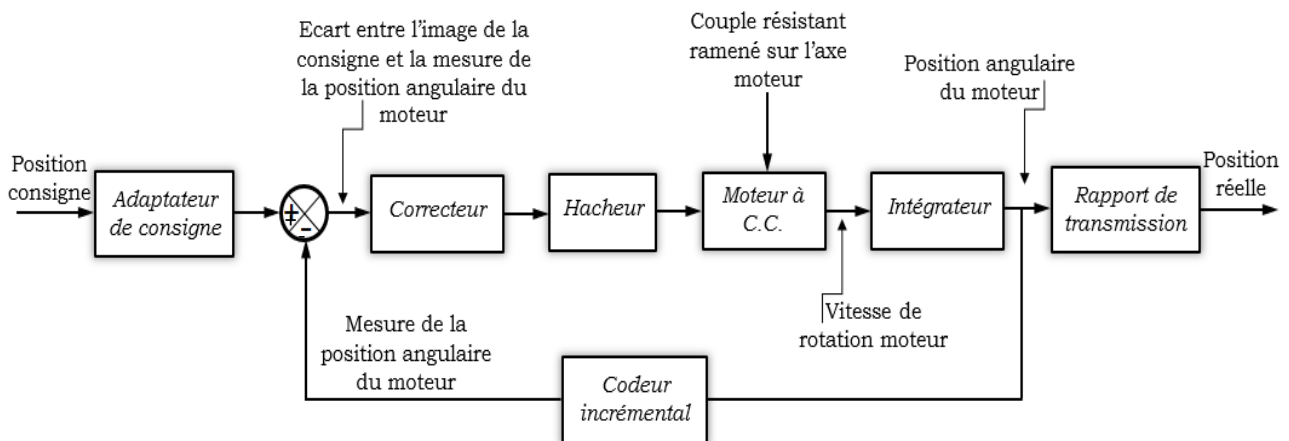 Ecart entre l'image de la
consigne et la mesure de
la position angulaire du
moteur
Couple résistant
ramené sur l'axe
moteur
Position angulaire
du moteur
Position
consigne
Adaptateur
de consigne
+
-
Correcteur
Hacheur
Moteur à
C.C.
Intégrateur
Rapport de
transmission
Position
réelle
Mesure de la
position angulaire
du moteur
Vitesse de
rotation moteur
Codeur
incrémental